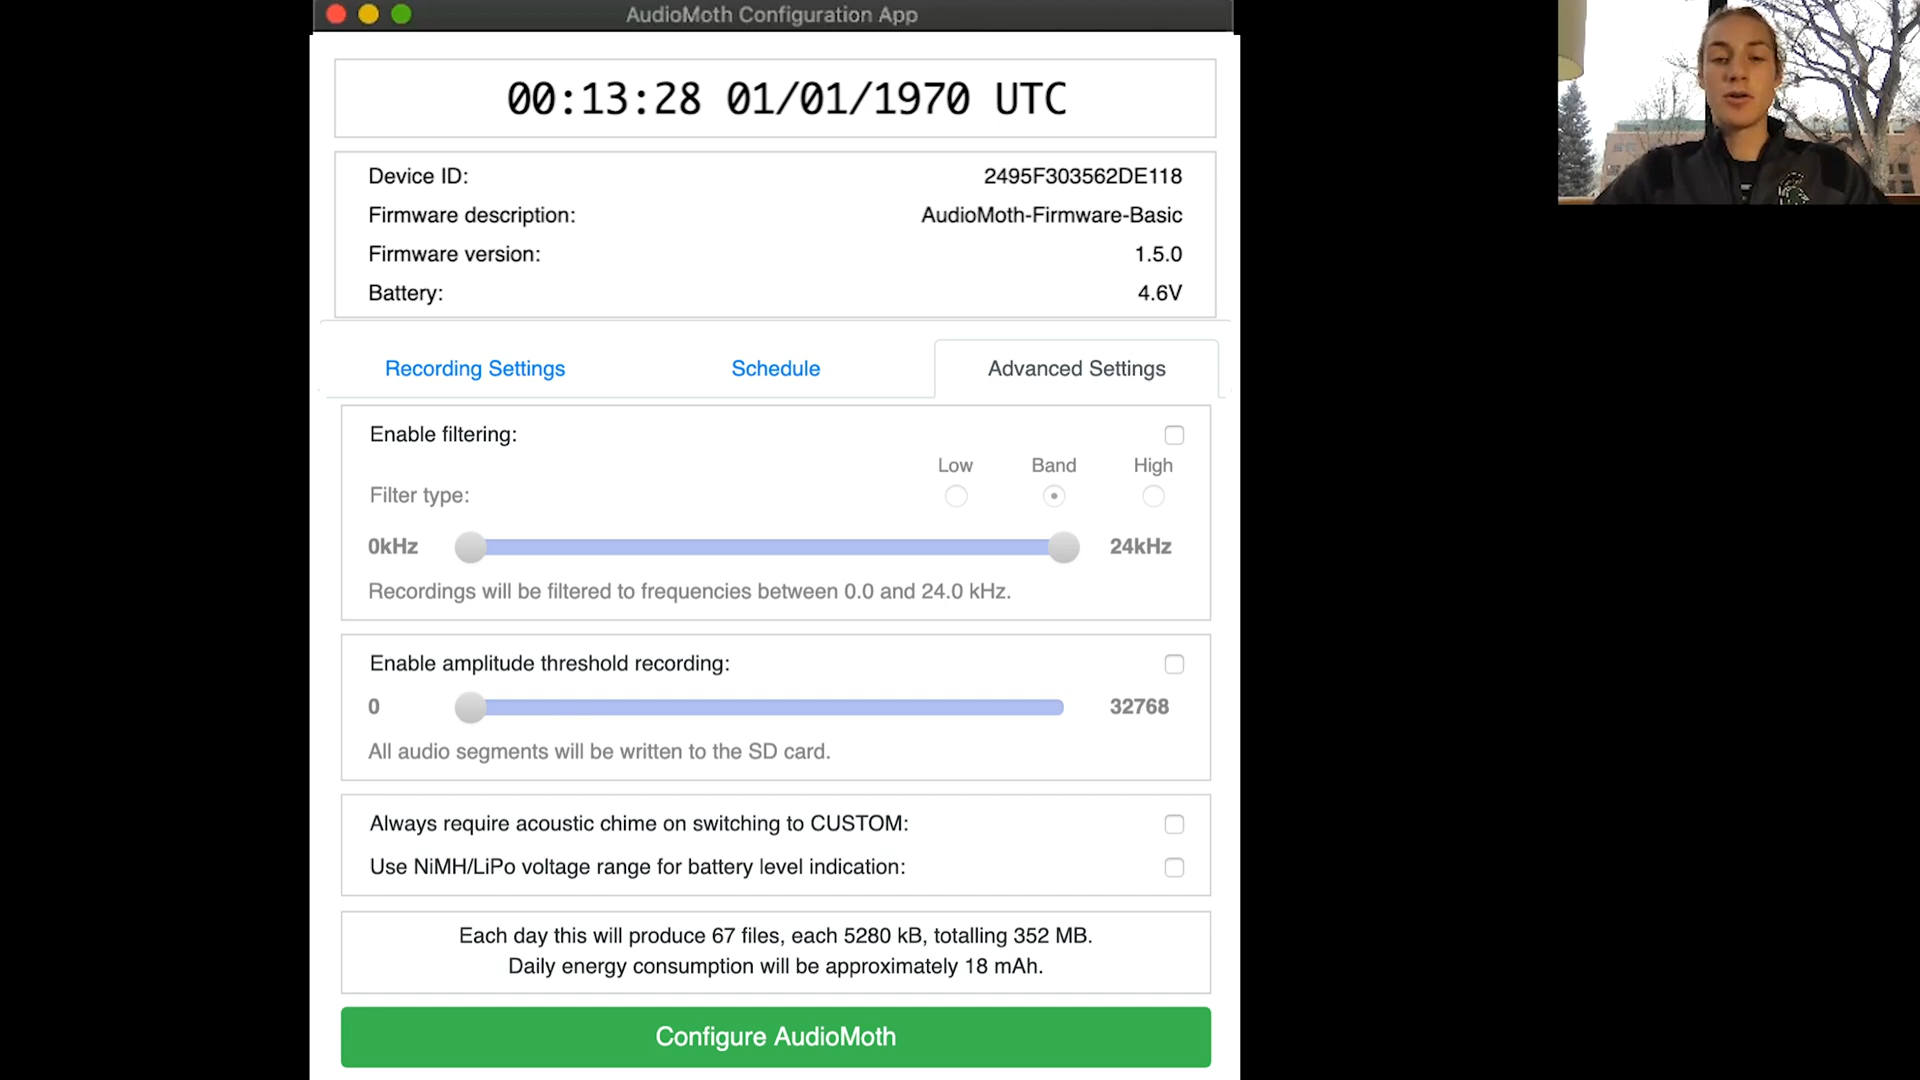 AudioMoth Configuration App
00:13:28 01/01/1970 UTC
Device ID: 2495F303562DE118
Firmware description: AudioMoth-Firmware-Basic
Firmware version: 1.5.0
Battery: 4.6V
Recording Settings Schedule Advanced Settings
Enable filtering:
Low Band High
Filter type:
0kHz 24kHz
Recordings will be filtered to frequencies between 0.0 and 24.0 kHz.
Enable amplitude threshold recording:
0 32768
All audio segments will be written to the SD card.
Always require acoustic chime on switching to CUSTOM:
Use NiMH/LiPo voltage range for battery level indication:
Each day this will produce 67 files, each 5280 kB, totalling 352 MB.
Daily energy consumption will be approximately 18 mAh.
Configure AudioMoth